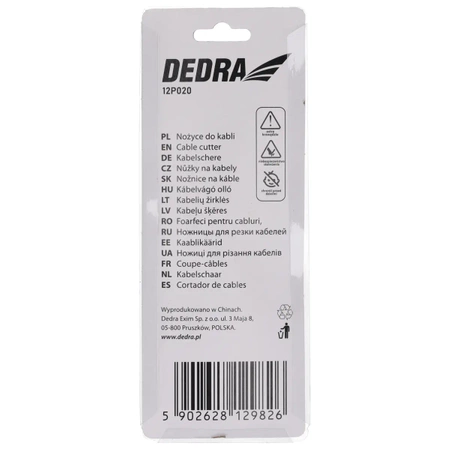 DEDRA
12P020
PL Nożyce do kabli
EN Cable cutter
DE Kabelschere
CZ Nůžky na kabely
SK Nožnice na káble
HU Kábelvágó olló
LT Kabelių žirklės
LV Kabeļu šķēres
RO Foarfeci pentru cabluri,
RU Ножницы для резки кабелей
EE Kaablikäärid
UA Ножиці для різання кабелів
FR Coupe-câbles
NL Kabelschaar
ES Cortador de cables
Wyprodukowano w Chinach.
Dedra Exim Sp. z o.o. ul. 3 Maja 8,
05-800 Pruszków, POLSKA.
www.dedra.pl
5 902628 129826